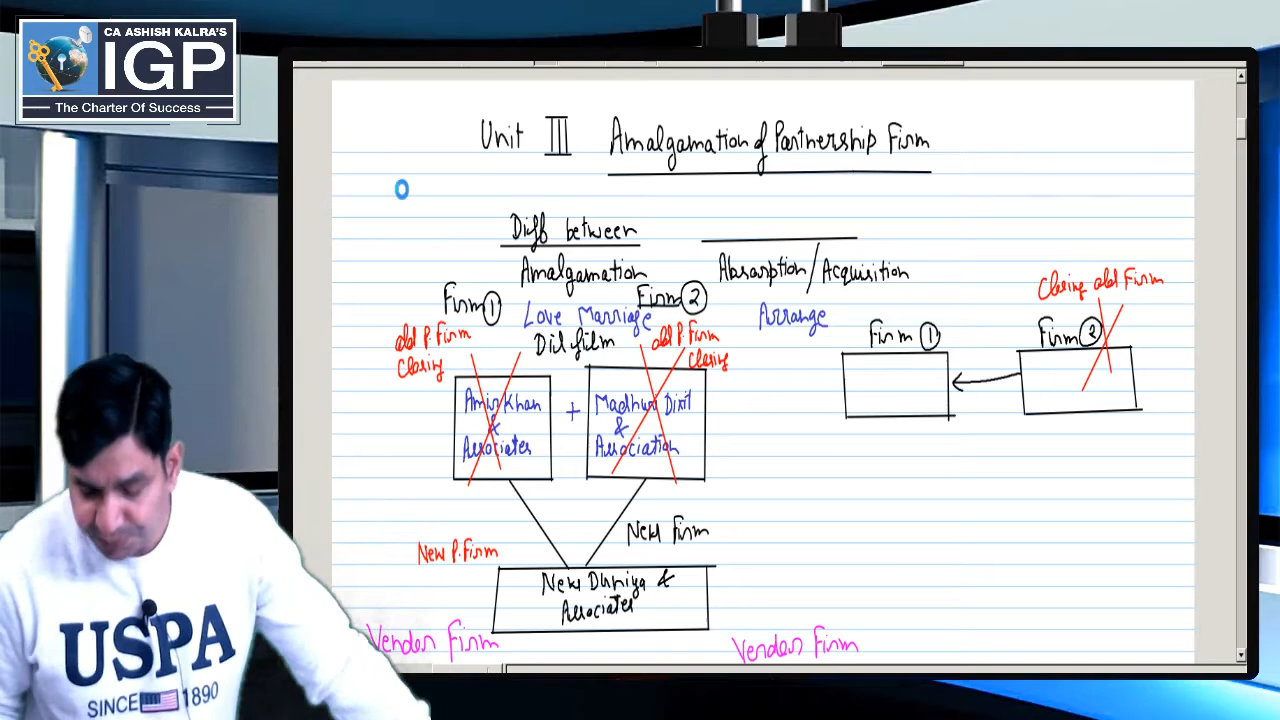 CA ASHISH KALRA'S
IGP
The Charter Of Success
Unit III Amalgamation of Partnership Firm
Diff between
Amalgamation
Absorption/Acquisition
Firm 1
Firm 2
Love Marriage
Arrange
Dil film
old P. Firm
Closing
old P. Firm
Closing
Amir Khan
&
Associates
+
Madhuri Dixit
&
Association
New Firm
New P. Firm
New Duniya &
Associates
Vendor Firm
Vendor Firm
Closing old Firm
Firm 1
Firm 2
USPA
SINCE 1890